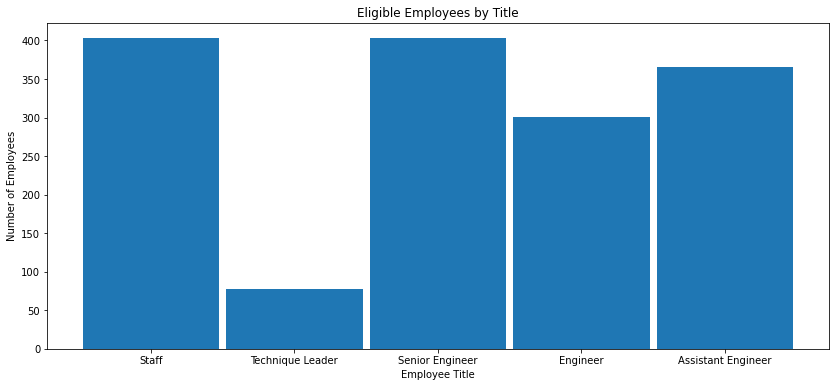 Eligible Employees by Title
Number of Employees
400
350
300
250
200
150
100
50
0
Staff
Technique Leader
Senior Engineer
Engineer
Assistant Engineer
Employee Title